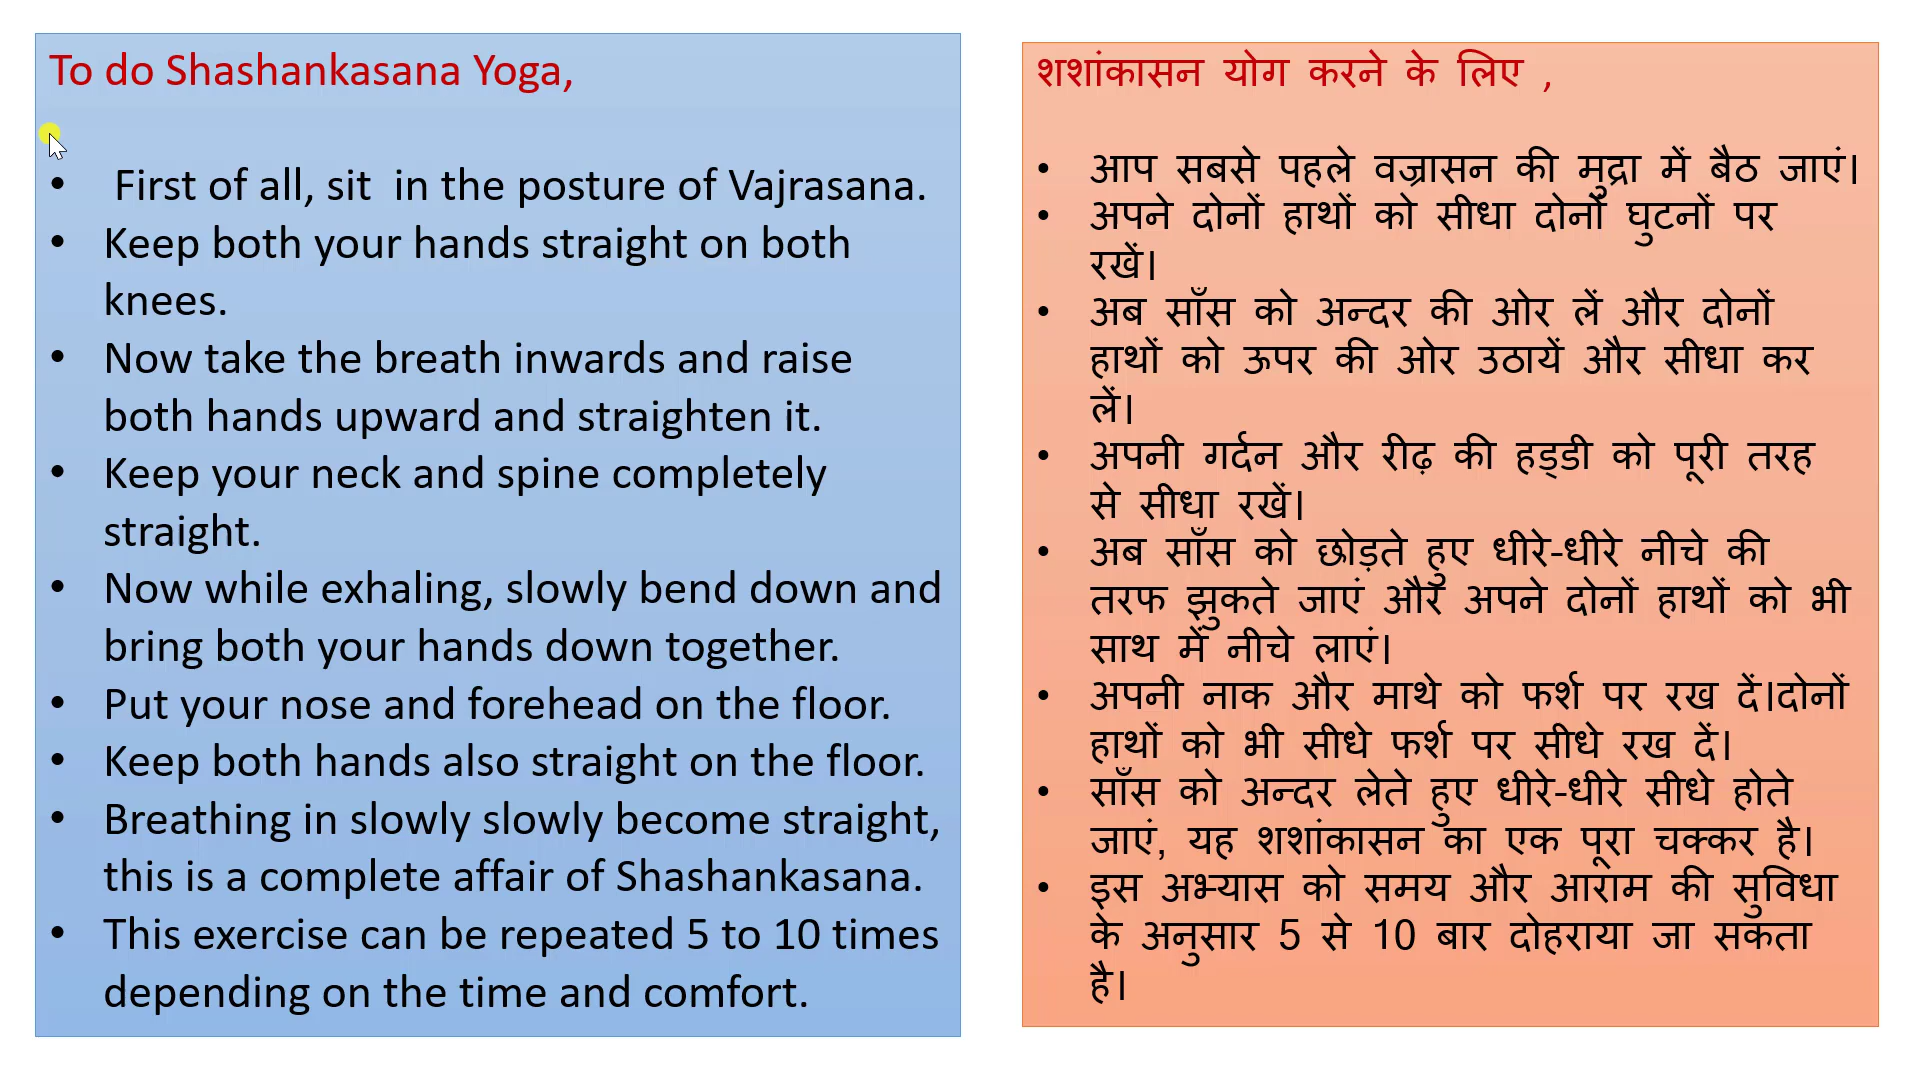 To do Shashankasana Yoga,
• First of all, sit in the posture of Vajrasana.
• Keep both your hands straight on both
knees.
• Now take the breath inwards and raise
both hands upward and straighten it.
• Keep your neck and spine completely
straight.
• Now while exhaling, slowly bend down and
bring both your hands down together.
• Put your nose and forehead on the floor.
• Keep both hands also straight on the floor.
• Breathing in slowly slowly become straight,
this is a complete affair of Shashankasana.
• This exercise can be repeated 5 to 10 times
depending on the time and comfort.
शशांकासन योग करने के लिए ,
• आप सबसे पहले वज्रासन की मुद्रा में बैठ जाएं।
• अपने दोनों हाथों को सीधा दोनों घुटनों पर
रखें।
• अब साँस को अन्दर की ओर लें और दोनों
हाथों को ऊपर की ओर उठायें और सीधा कर
लें।
• अपनी गर्दन और रीढ़ की हड्डी को पूरी तरह
से सीधा रखें।
• अब साँस को छोड़ते हुए धीरे-धीरे नीचे की
तरफ झुकते जाएं और अपने दोनों हाथों को भी
साथ में नीचे लाएं।
• अपनी नाक और माथे को फर्श पर रख दें।दोनों
हाथों को भी सीधे फर्श पर सीधे रख दें।
• साँस को अन्दर लेते हुए धीरे-धीरे सीधे होते
जाएं, यह शशांकासन का एक पूरा चक्कर है।
• इस अभ्यास को समय और आराम की सुविधा
के अनुसार 5 से 10 बार दोहराया जा सकता
है।